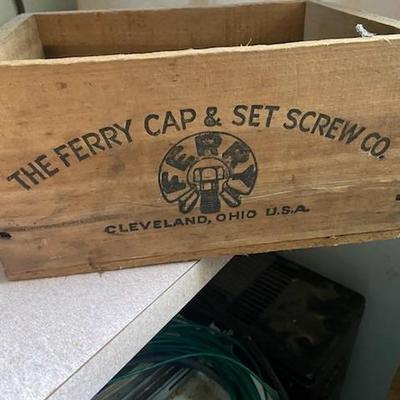 THE FERRY CAP & SET SCREW CO.
FERRY
CLEVELAND, OHIO U.S.A.